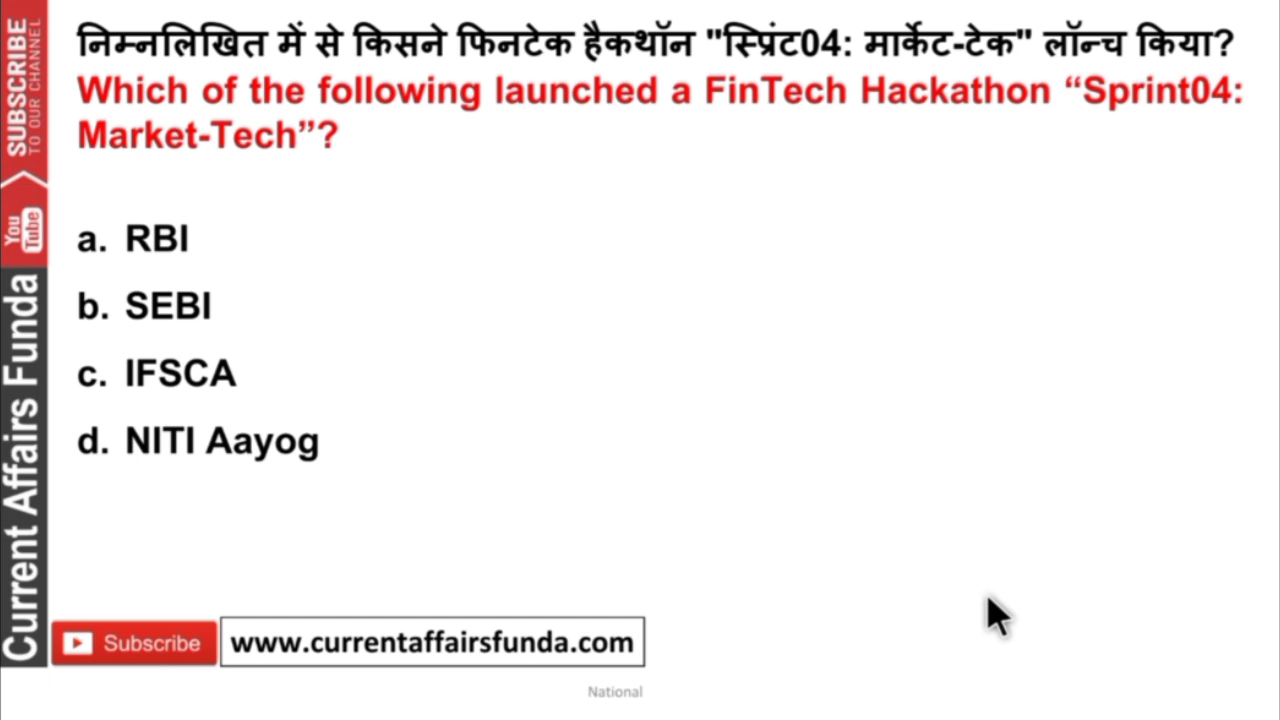 निम्नलिखित में से किसने फिनटेक हैकथॉन "स्प्रिंट04: मार्केट-टेक" लॉन्च किया?
Which of the following launched a FinTech Hackathon “Sprint04:
Market-Tech”?
a. RBI
b. SEBI
c. IFSCA
d. NITI Aayog
SUBSCRIBE
TO OUR CHANNEL
You
Tube
Current Affairs Funda
Subscribe
www.currentaffairsfunda.com
National